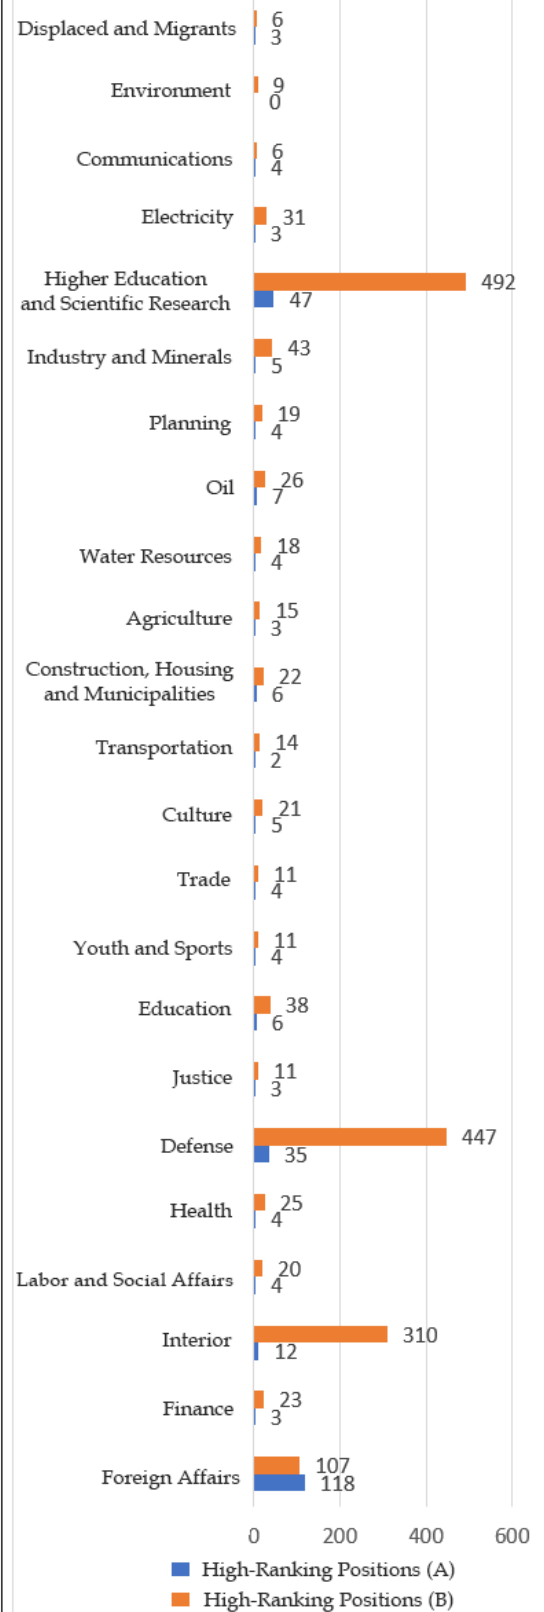 Displaced and Migrants
6
3
Environment
9
0
Communications
6
4
Electricity
31
3
Higher Education
and Scientific Research
492
47
Industry and Minerals
43
5
Planning
19
4
Oil
26
7
Water Resources
18
4
Agriculture
15
3
Construction, Housing
and Municipalities
22
6
Transportation
14
2
Culture
21
5
Trade
11
4
Youth and Sports
11
4
Education
38
6
Justice
11
3
Defense
447
35
Health
25
4
Labor and Social Affairs
20
4
Interior
310
12
Finance
23
3
Foreign Affairs
107
118
0 200 400 600
High-Ranking Positions (A)
High-Ranking Positions (B)